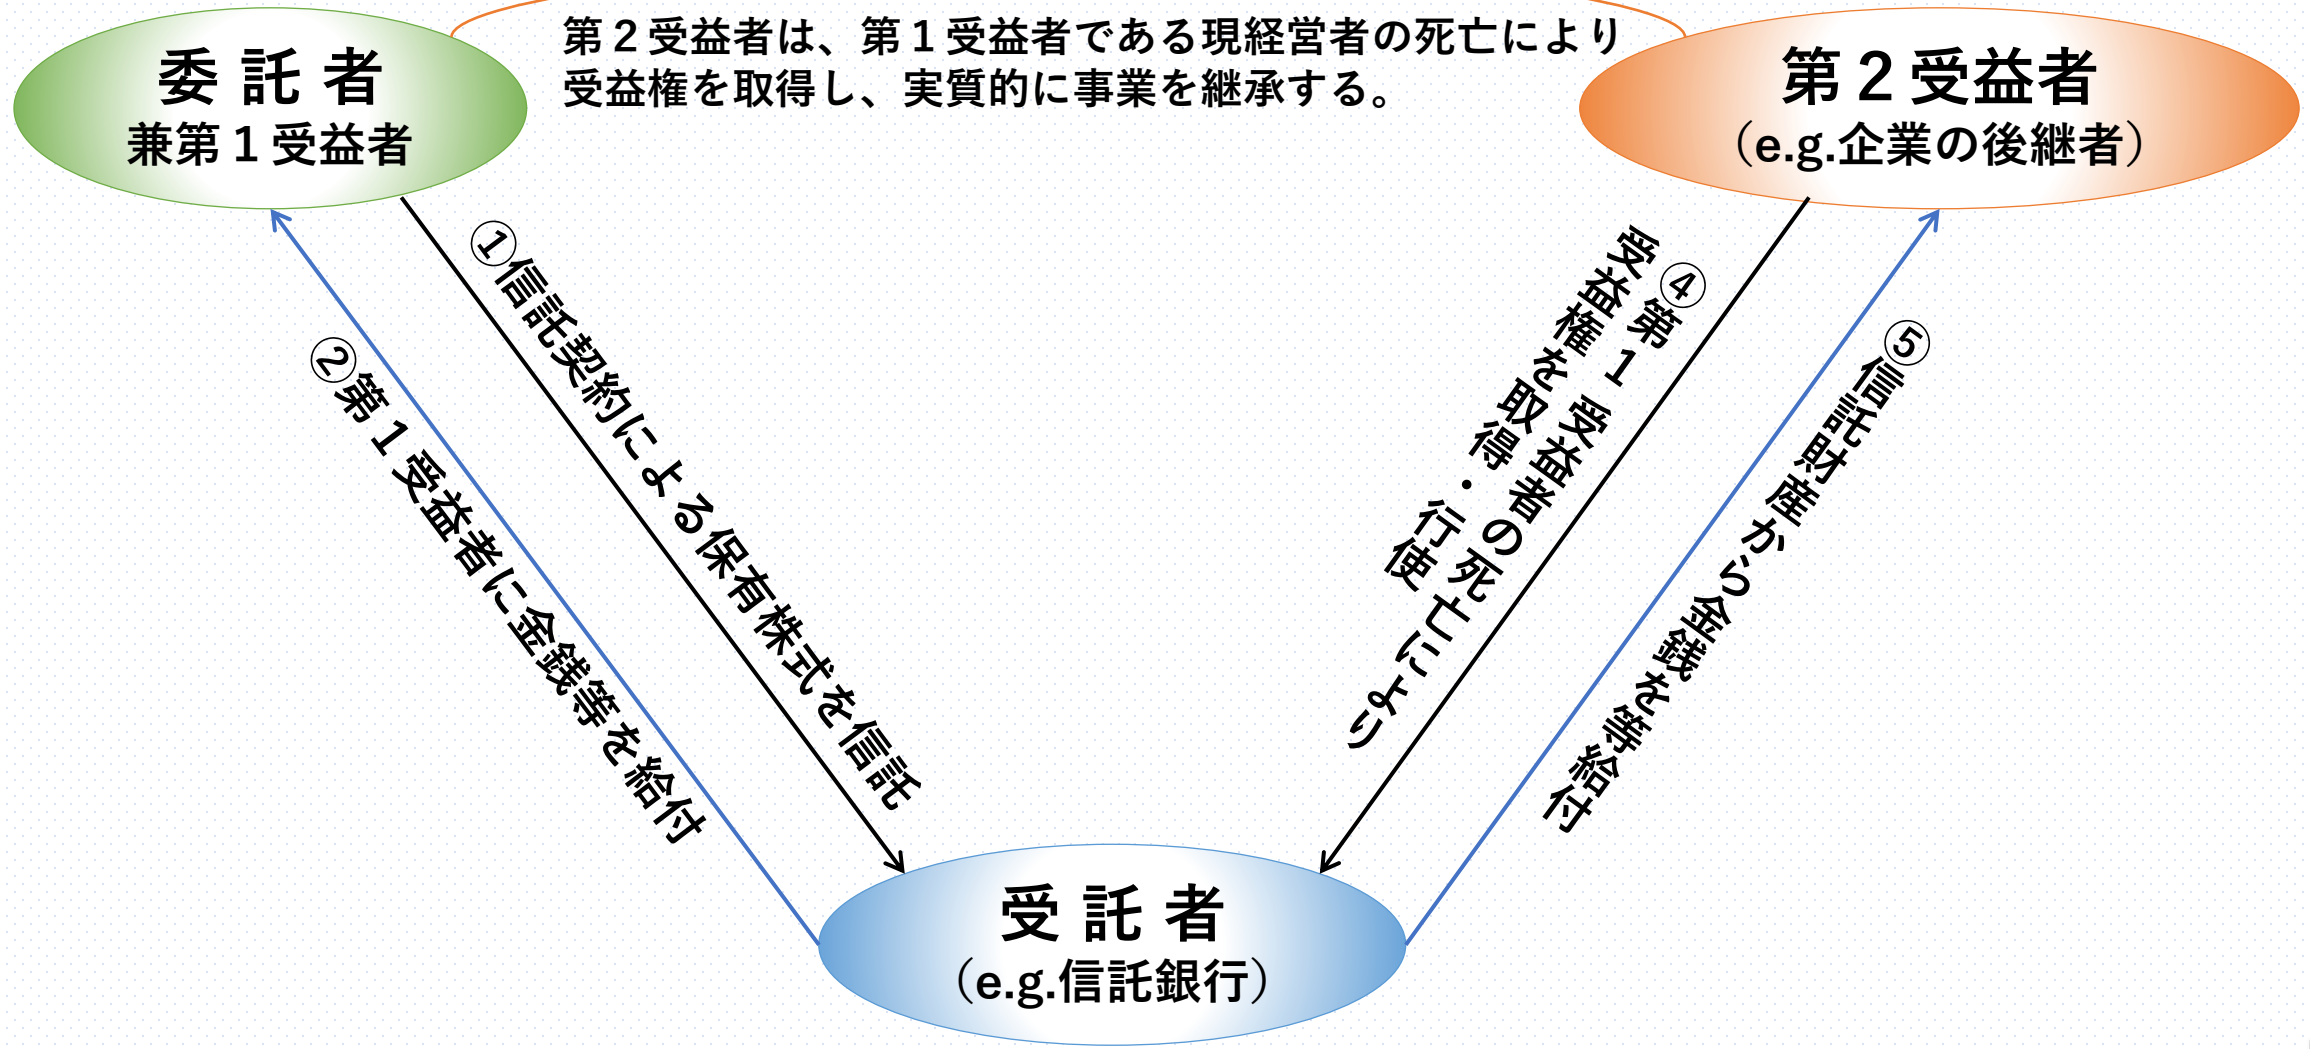 委託者
兼第1受益者
第2受益者は、第1受益者である現経営者の死亡により
受益権を取得し、実質的に事業を継承する。
第2受益者
（e.g.企業の後継者）
①信託契約による保有株式を信託
②第1受益者に金銭等を給付
④第1受益者の死亡により
受益権を取得・行使
⑤信託財産から金銭を等給付
受託者
（e.g.信託銀行）